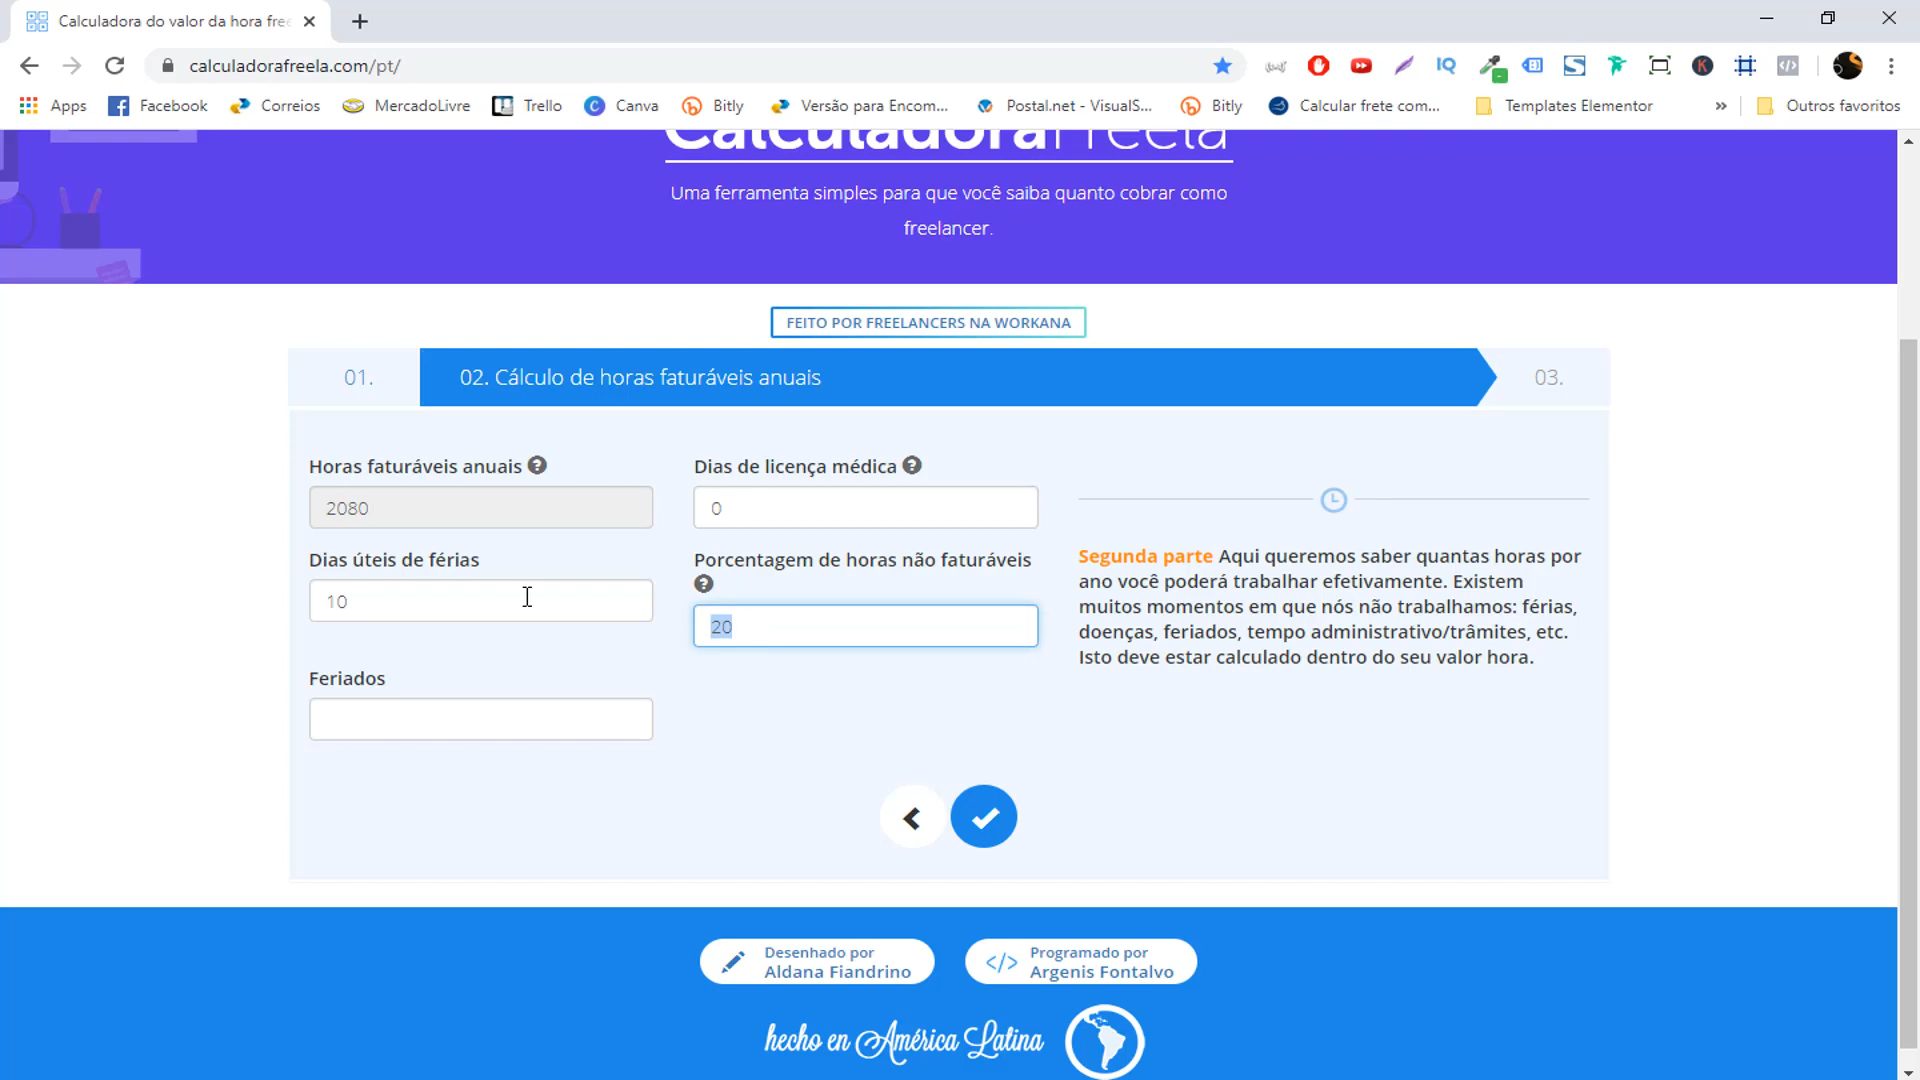 Calculadora do valor da hora free
calculadorafreela.com/pt/
Apps Facebook Correios MercadoLivre Trello Canva Bitly Versão para Encom... Postal.net - VisualS... Bitly Calcular frete com... Templates Elementor » Outros favoritos
CalculadoraFreela
Uma ferramenta simples para que você saiba quanto cobrar como
freelancer.
FEITO POR FREELANCERS NA WORKANA
01. 02. Cálculo de horas faturáveis anuais 03.
Horas faturáveis anuais ?
2080
Dias úteis de férias
10
Feriados
Dias de licença médica ?
0
Porcentagem de horas não faturáveis
?
20
Segunda parte Aqui queremos saber quantas horas por
ano você poderá trabalhar efetivamente. Existem
muitos momentos em que nós não trabalhamos: férias,
doenças, feriados, tempo administrativo/trâmites, etc.
Isto deve estar calculado dentro do seu valor hora.
Desenhado por
Aldana Fiandrino
</> Programado por
Argenis Fontalvo
hecho en América Latina